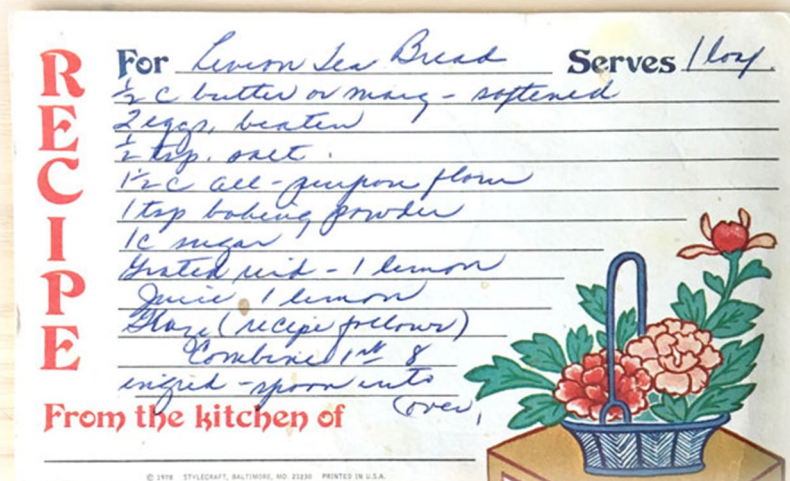 RECIPE
For Lemon Tea Bread Serves 1 loaf
½ c butter or marg - softened
2 eggs, beaten
½ tsp. salt.
1½ c all-purpose flour
1 tsp baking powder
1c sugar
Grated rind - 1 lemon
Juice 1 lemon
Glaze (recipe follows)
Combine 1st 8
ingred - spoon into
(over)
From the kitchen of
© 1978 STYLECRAFT, BALTIMORE, MD. 21230 PRINTED IN U.S.A.